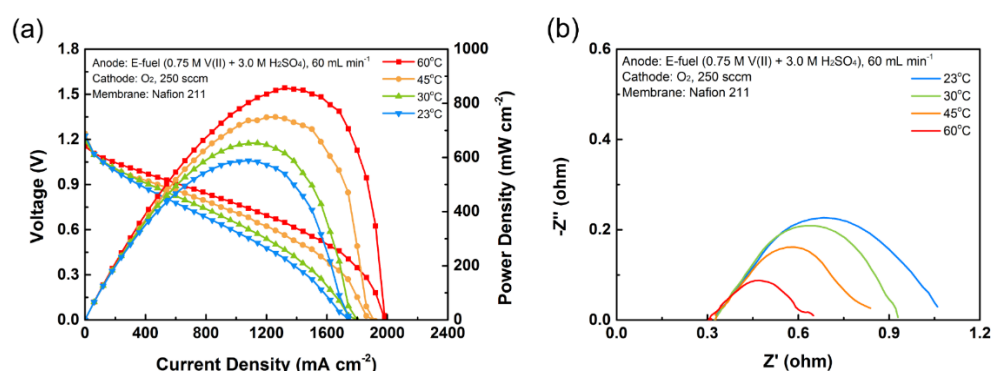 (a)
Anode: E-fuel (0.75 M V(II) + 3.0 M H₂SO₄), 60 mL min⁻¹
Cathode: O₂, 250 sccm
Membrane: Nafion 211
60°C
45°C
30°C
23°C
Voltage (V)
1.8
1.5
1.2
0.9
0.6
0.3
0.0
Power Density (mW cm⁻²)
1000
800
600
400
200
0
0 400 800 1200 1600 2000 2400
Current Density (mA cm⁻²)
(b)
Anode: E-fuel (0.75 M V(II) + 3.0 M H₂SO₄), 60 mL min⁻¹
Cathode: O₂, 250 sccm
Membrane: Nafion 211
23°C
30°C
45°C
60°C
-Z'' (ohm)
0.6
0.4
0.2
0.0
0.0 0.3 0.6 0.9 1.2
Z' (ohm)